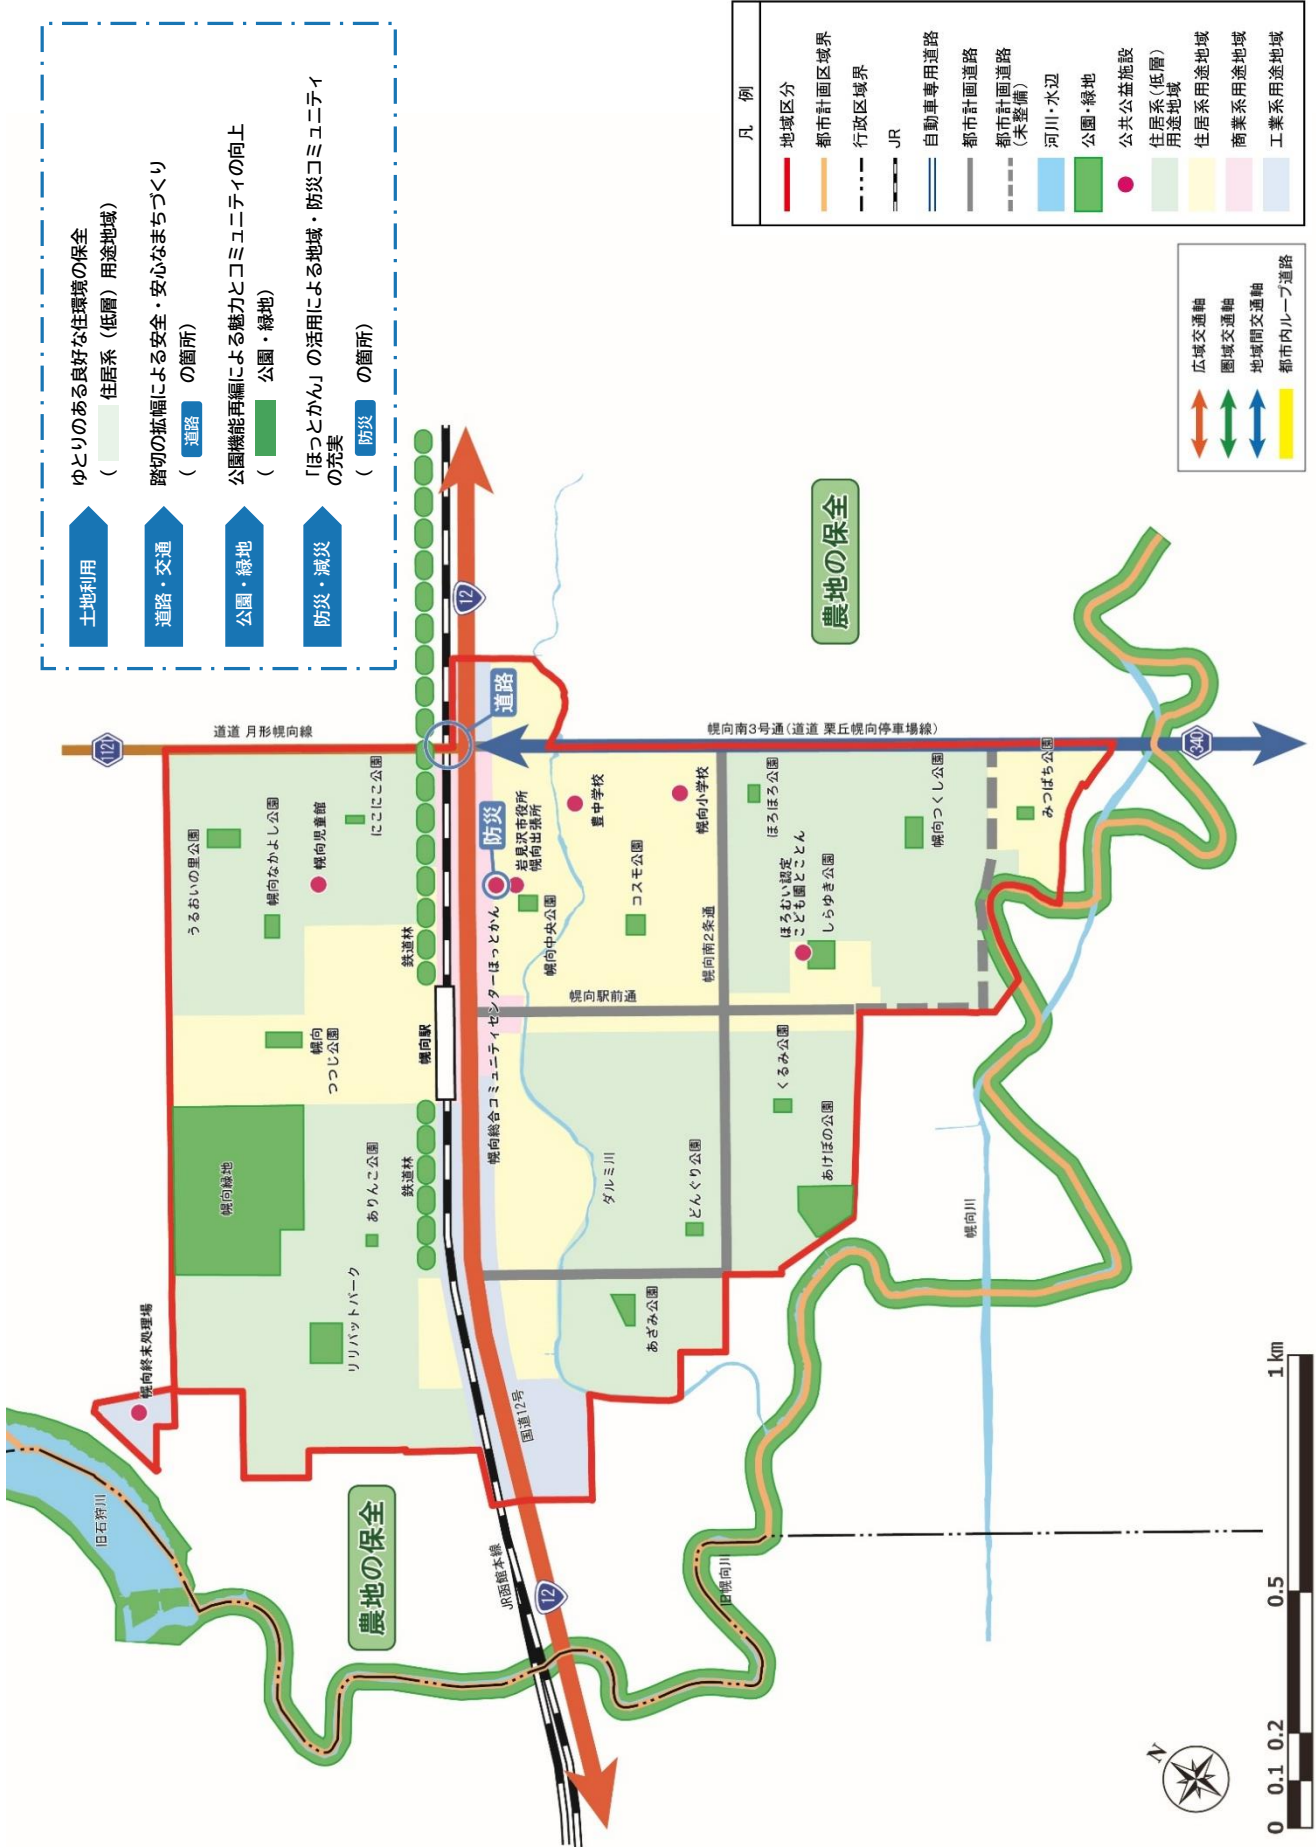 土地利用
ゆとりのある良好な住環境の保全
( 住居系（低層）用途地域)
道路・交通
踏切の拡幅による安全・安心なまちづくり
( 道路 の箇所)
公園・緑地
公園機能再編による魅力とコミュニティの向上
( 公園・緑地)
防災・減災
「ほっとかん」の活用による地域・防災コミュニティ
の充実
( 防災 の箇所)
凡 例
地域区分
都市計画区域界
行政区域界
JR
自動車専用道路
都市計画道路
都市計画道路
(未整備)
河川・水辺
公園・緑地
公共公益施設
住居系(低層)
用途地域
住居系用途地域
商業系用途地域
工業系用途地域
広域交通軸
圏域交通軸
地域間交通軸
都市内ループ道路
旧石狩川
幌向終末処理場
農地の保全
リリパットパーク
幌向緑地
ありんこ公園
鉄道林
幌向
つつじ公園
幌向駅
うるおいの里公園
幌向なかよし公園
幌向児童館
にこにこ公園
鉄道林
道道 月形幌向線
1121
12
道路
防災
岩見沢市役所
幌向出張所
幌向総合コミュニティセンターほっとかん
幌向中央公園
豊中学校
幌向小学校
コスモ公園
幌向駅前通
幌向南2条通
幌向南3号通(道道 栗丘幌向停車場線)
340
農地の保全
ほろほろ公園
ほろむい認定
こども園とことん
しらゆき公園
幌向つくし公園
みつばち公園
くるみ公園
あけぼの公園
どんぐり公園
ダルミ川
あざみ公園
国道12号
JR函館本線
12
旧幌向川
幌向川
N
0 0.1 0.2 0.5 1km